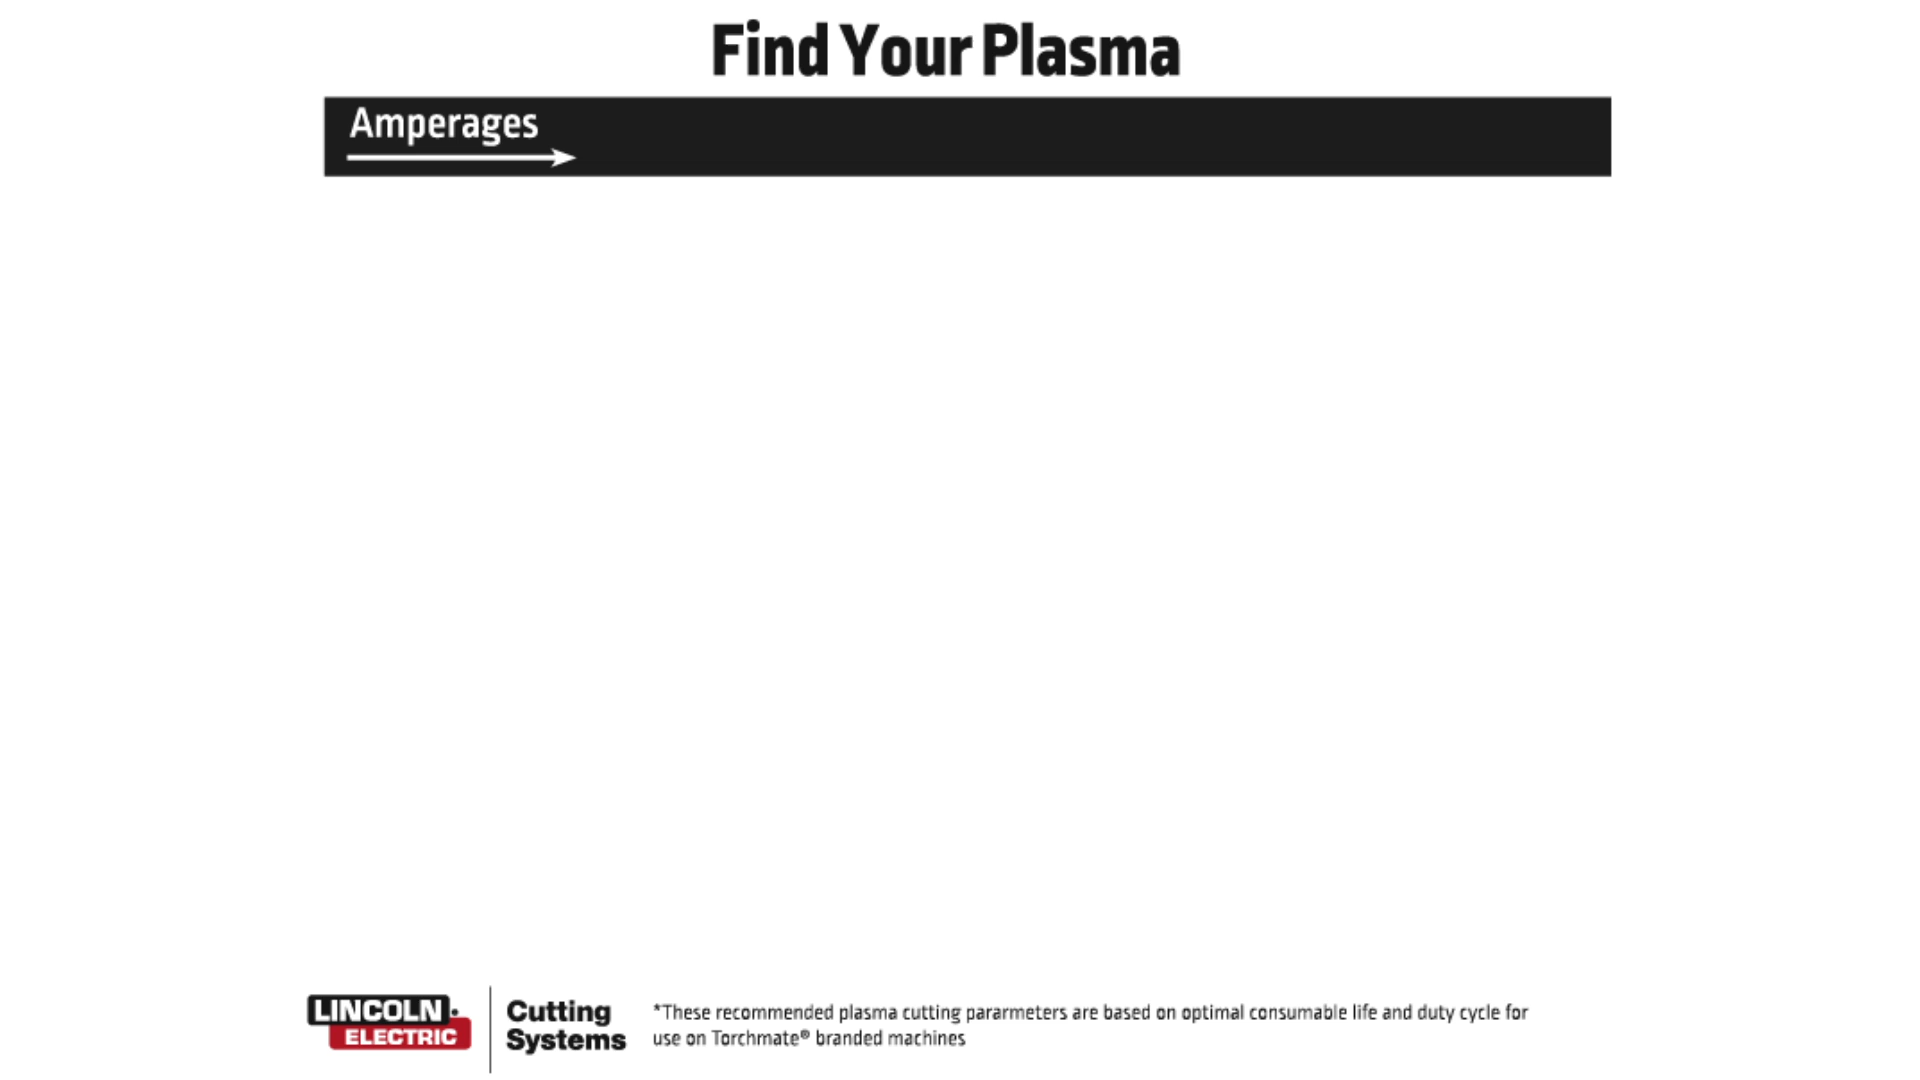 Find Your Plasma
Amperages
LINCOLN
ELECTRIC
Cutting
Systems
*These recommended plasma cutting pararmeters are based on optimal consumable life and duty cycle for
use on Torchmate® branded machines